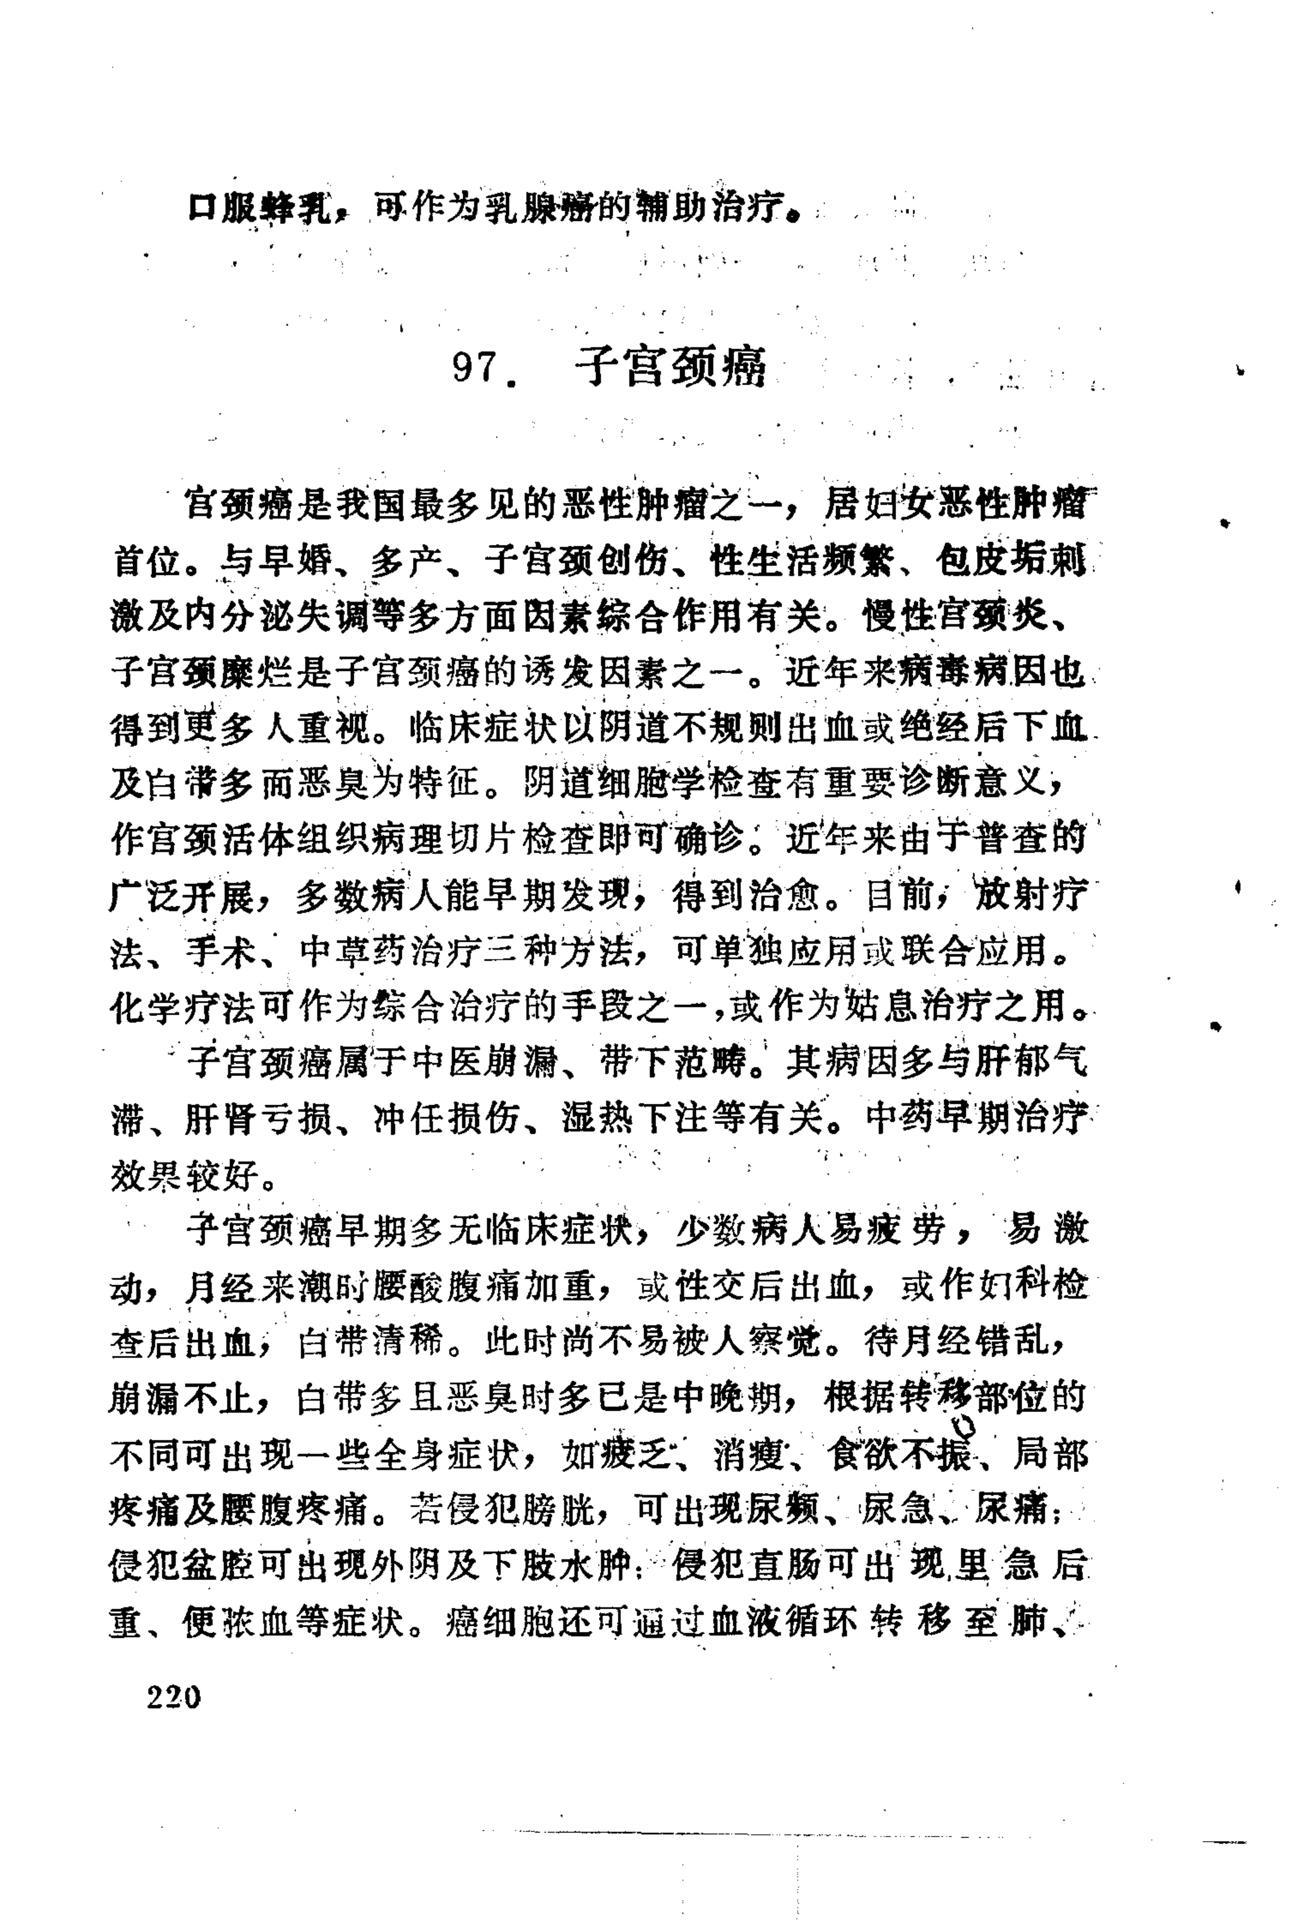 口服蜂乳，可作为乳腺癌的辅助治疗。
97. 子宫颈癌
宫颈癌是我国最多见的恶性肿瘤之一，居妇女恶性肿瘤
首位。与早婚、多产、子宫颈创伤、性生活频繁、包皮垢刺
激及内分泌失调等多方面因素综合作用有关。慢性宫颈炎、
子宫颈糜烂是子宫颈癌的诱发因素之一。近年来病毒病因也
得到更多人重视。临床症状以阴道不规则出血或绝经后下血
及白带多而恶臭为特征。阴道细胞学检查有重要诊断意义，
作宫颈活体组织病理切片检查即可确诊。近年来由于普查的
广泛开展，多数病人能早期发现，得到治愈。目前，放射疗
法、手术、中草药治疗三种方法，可单独应用或联合应用。
化学疗法可作为综合治疗的手段之一，或作为姑息治疗之用。
子宫颈癌属于中医崩漏、带下范畴。其病因多与肝郁气
滞、肝肾亏损、冲任损伤、湿热下注等有关。中药早期治疗
效果较好。
子宫颈癌早期多无临床症状，少数病人易疲劳，易激
动，月经来潮时腰酸腹痛加重，或性交后出血，或作妇科检
查后出血，白带清稀。此时尚不易被人察觉。待月经错乱，
崩漏不止，白带多且恶臭时多已是中晚期，根据转移部位的
不同可出现一些全身症状，如疲乏、消瘦、食欲不振、局部
疼痛及腰腹疼痛。若侵犯膀胱，可出现尿频、尿急、尿痛；
侵犯盆腔可出现外阴及下肢水肿；侵犯直肠可出现里急后
重、便脓血等症状。癌细胞还可通过血液循环转移至肺、
220